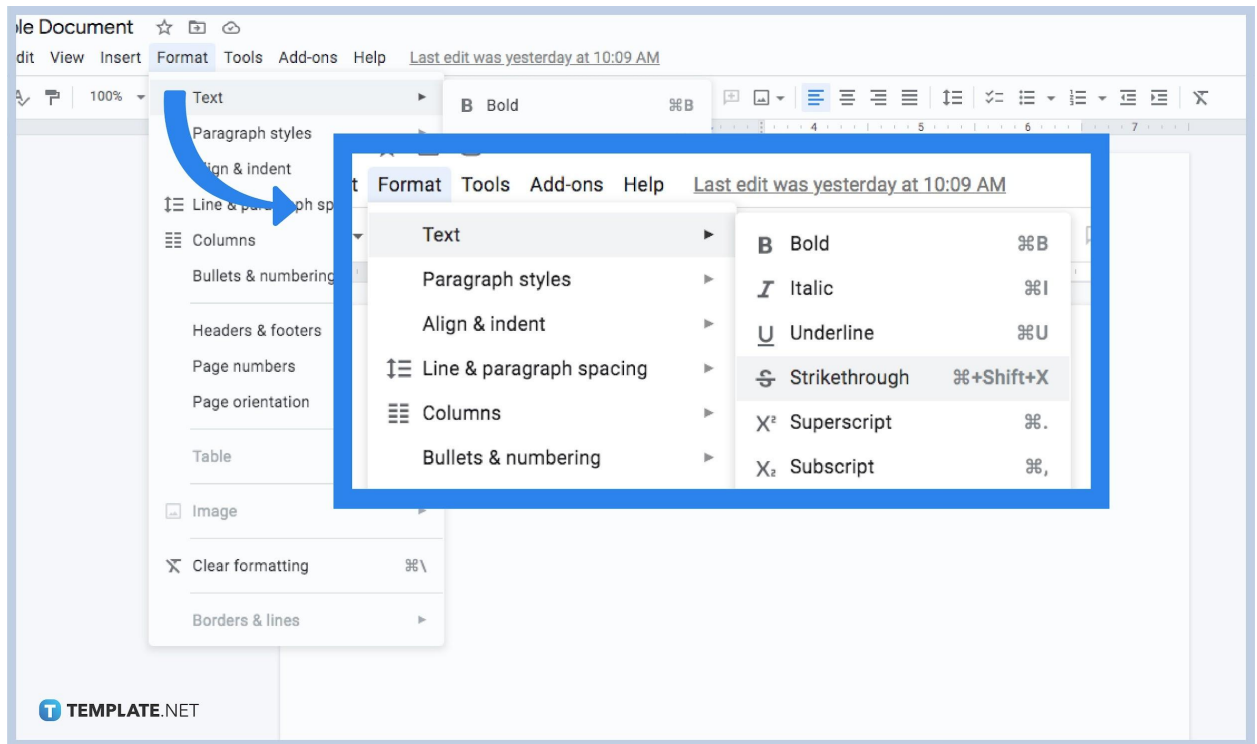 le Document
dit View Insert Format Tools Add-ons Help Last edit was yesterday at 10:09 AM
100%
Text
B Bold ⌘B
4 5 6 7
Paragraph styles
ign & indent
Line & ph sp
Columns
Bullets & numbering
Headers & footers
Page numbers
Page orientation
Table
Image
Clear formatting ⌘\
Borders & lines
t Format Tools Add-ons Help Last edit was yesterday at 10:09 AM
Text
Paragraph styles
Align & indent
Line & paragraph spacing
Columns
Bullets & numbering
B Bold ⌘B
I Italic ⌘I
U Underline ⌘U
S Strikethrough ⌘+Shift+X
X² Superscript ⌘.
X₂ Subscript ⌘,
T TEMPLATE.NET